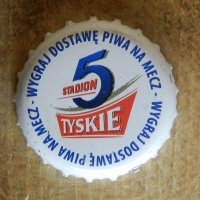 WYGRAJ DOSTAWĘ PIWA NA MECZ - WYGRAJ DOSTAWĘ PIWA NA MECZ -
5
STADION
TYSKIE